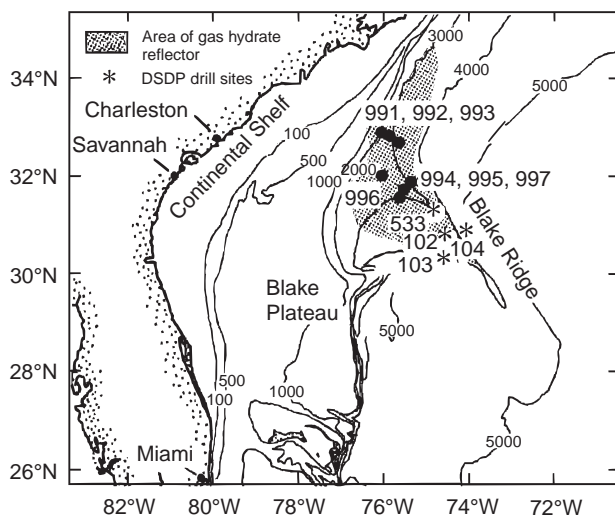 Area of gas hydrate
reflector
* DSDP drill sites
34°N
32°N
30°N
28°N
26°N
82°W
80°W
78°W
76°W
74°W
72°W
Charleston
Savannah
Continental Shelf
100
500
1000
2000
3000
4000
5000
991, 992, 993
994, 995, 997
996
533
102
104
103
Blake Ridge
Blake
Plateau
5000
500
100
1000
5000
Miami